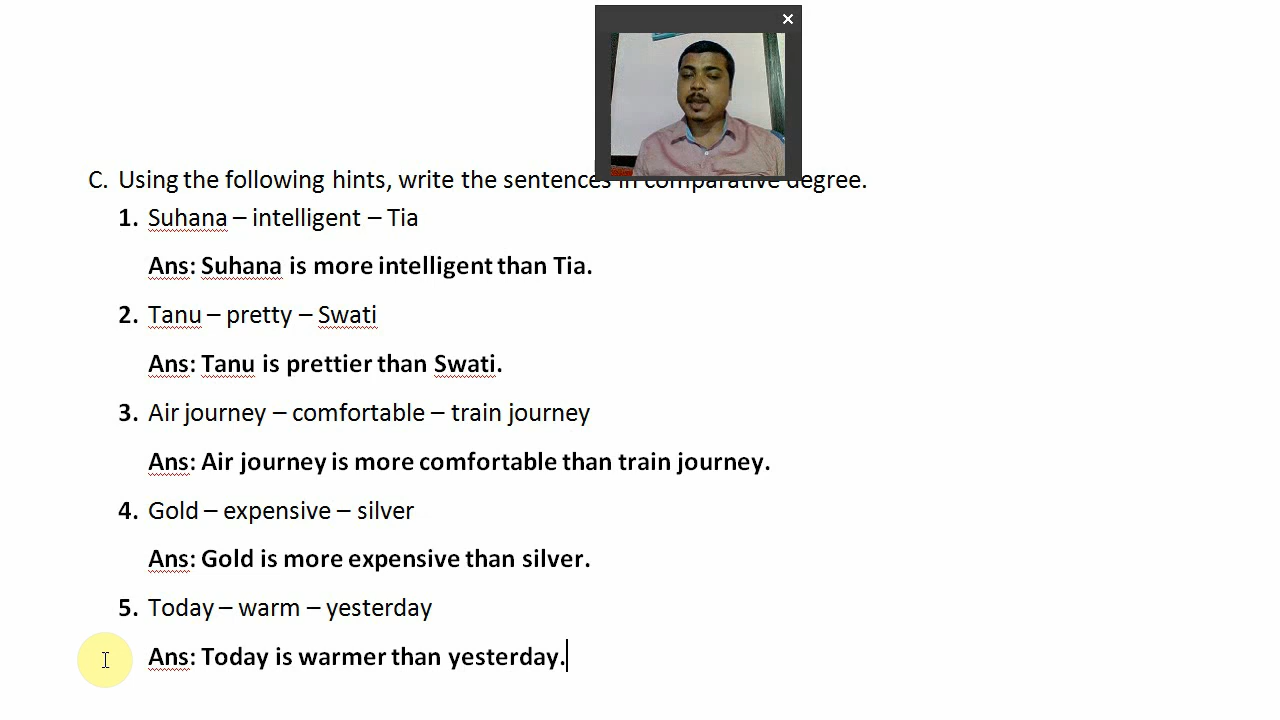 C. Using the following hints, write the sentences in comparative degree.
1. Suhana – intelligent – Tia
Ans: Suhana is more intelligent than Tia.
2. Tanu – pretty – Swati
Ans: Tanu is prettier than Swati.
3. Air journey – comfortable – train journey
Ans: Air journey is more comfortable than train journey.
4. Gold – expensive – silver
Ans: Gold is more expensive than silver.
5. Today – warm – yesterday
Ans: Today is warmer than yesterday.